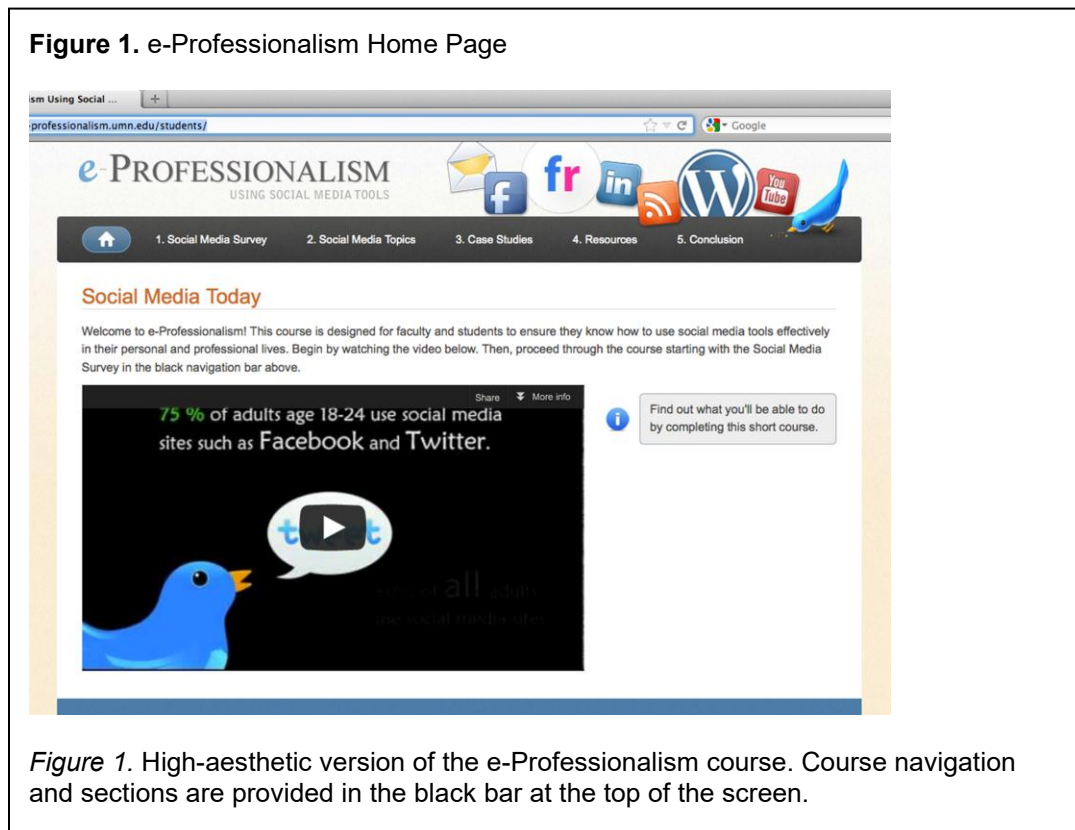 Figure 1. e-Professionalism Home Page
ism Using Social ...
-professionalism.umn.edu/students/
Google
e-PROFESSIONALISM
USING SOCIAL MEDIA TOOLS
f
fr
in
W
You
Tube
1. Social Media Survey
2. Social Media Topics
3. Case Studies
4. Resources
5. Conclusion
Social Media Today
Welcome to e-Professionalism! This course is designed for faculty and students to ensure they know how to use social media tools effectively
in their personal and professional lives. Begin by watching the video below. Then, proceed through the course starting with the Social Media
Survey in the black navigation bar above.
Share
More info
75 % of adults age 18-24 use social media
sites such as Facebook and Twitter.
tweet
of all adults
use social media sites
Find out what you'll be able to do
by completing this short course.
Figure 1. High-aesthetic version of the e-Professionalism course. Course navigation
and sections are provided in the black bar at the top of the screen.